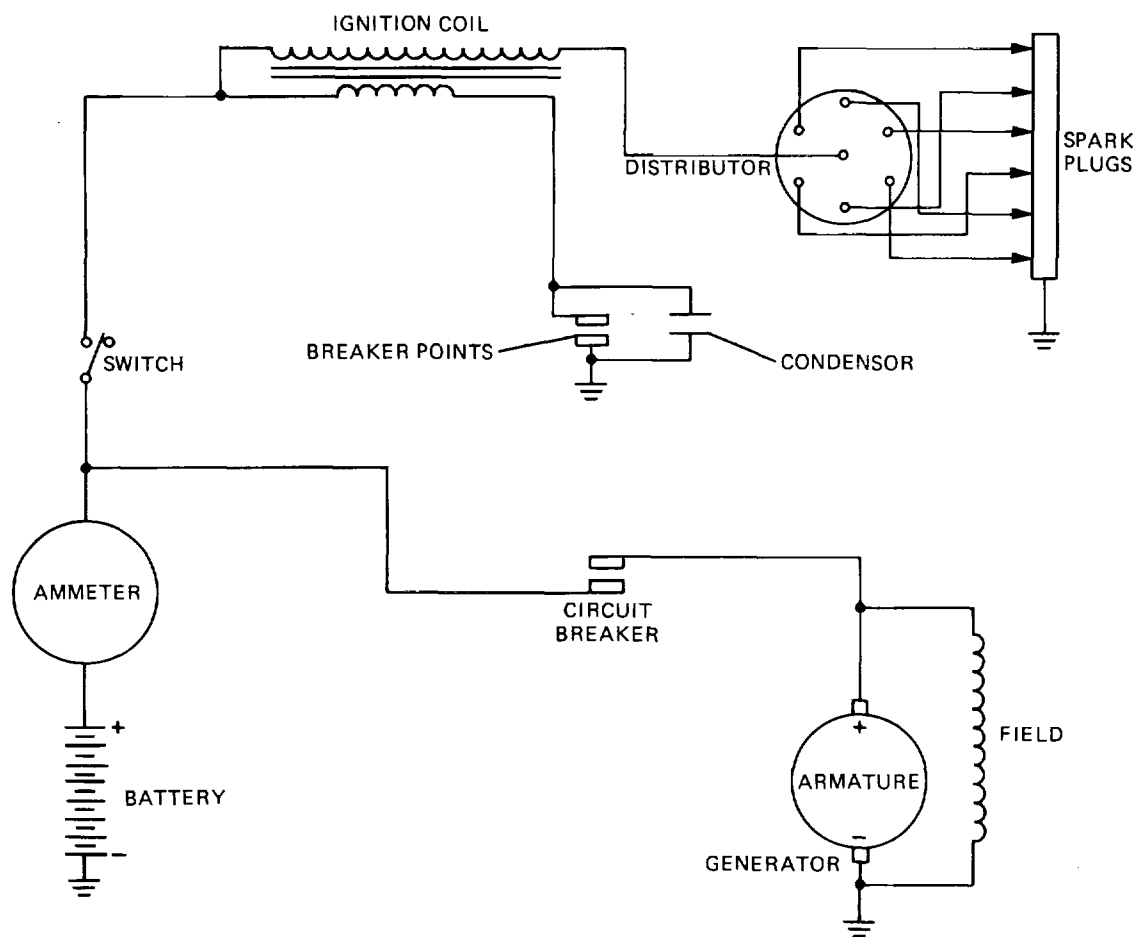 IGNITION COIL
DISTRIBUTOR
SPARK
PLUGS
BREAKER POINTS
CONDENSOR
SWITCH
AMMETER
CIRCUIT
BREAKER
+
BATTERY
−
FIELD
+
ARMATURE
−
GENERATOR